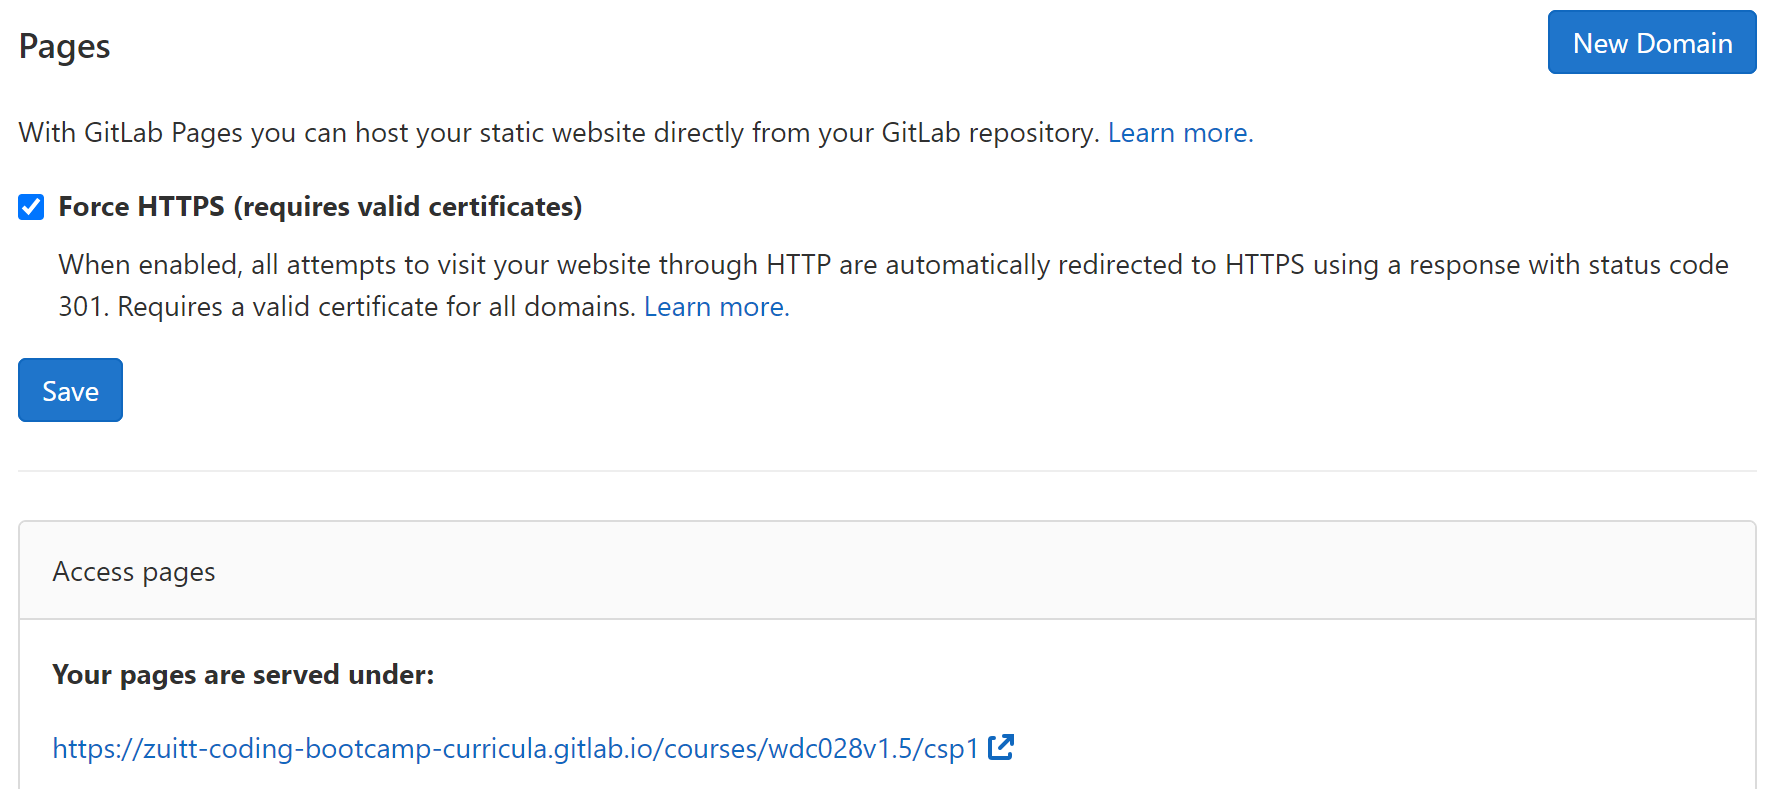 Pages
New Domain
With GitLab Pages you can host your static website directly from your GitLab repository. Learn more.
Force HTTPS (requires valid certificates)
When enabled, all attempts to visit your website through HTTP are automatically redirected to HTTPS using a response with status code
301. Requires a valid certificate for all domains. Learn more.
Save
Access pages
Your pages are served under:
https://zuitt-coding-bootcamp-curricula.gitlab.io/courses/wdc028v1.5/csp1